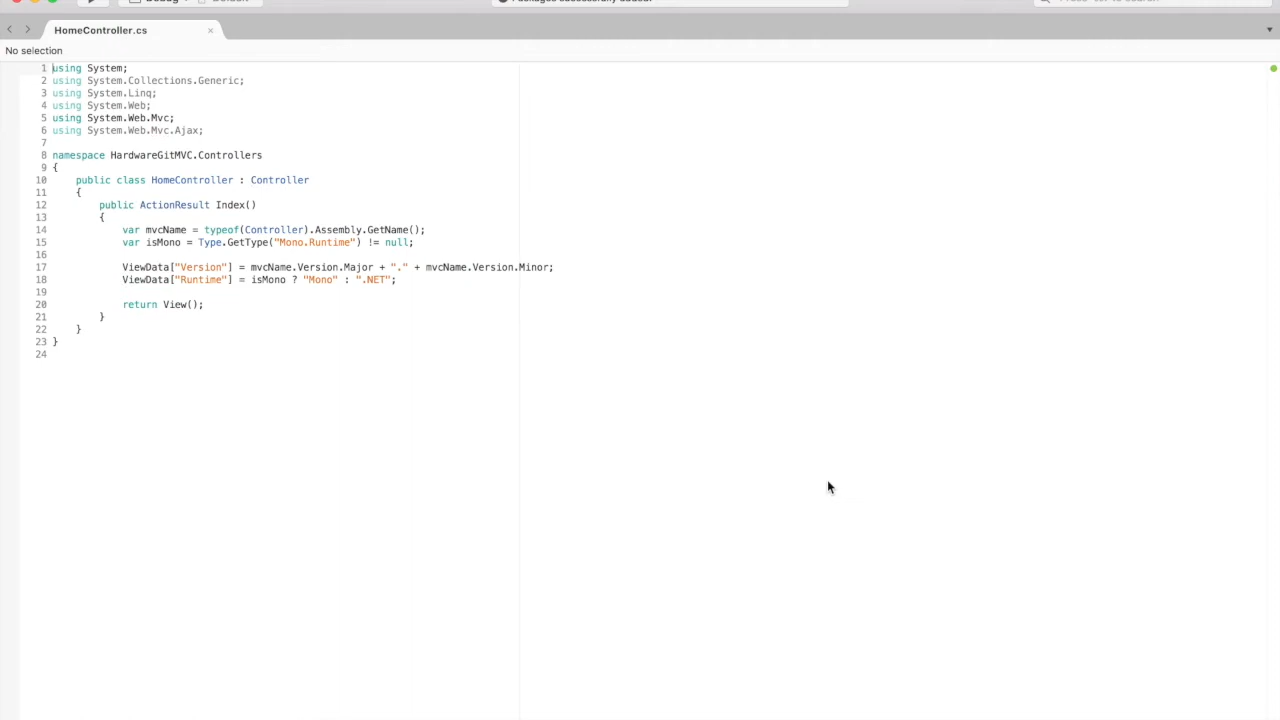 HomeController.cs
No selection
1 using System;
2 using System.Collections.Generic;
3 using System.Linq;
4 using System.Web;
5 using System.Web.Mvc;
6 using System.Web.Mvc.Ajax;
7
8 namespace HardwareGitMVC.Controllers
9 {
10     public class HomeController : Controller
11     {
12         public ActionResult Index()
13         {
14             var mvcName = typeof(Controller).Assembly.GetName();
15             var isMono = Type.GetType("Mono.Runtime") != null;
16
17             ViewData["Version"] = mvcName.Version.Major + "." + mvcName.Version.Minor;
18             ViewData["Runtime"] = isMono ? "Mono" : ".NET";
19
20             return View();
21         }
22     }
23 }
24